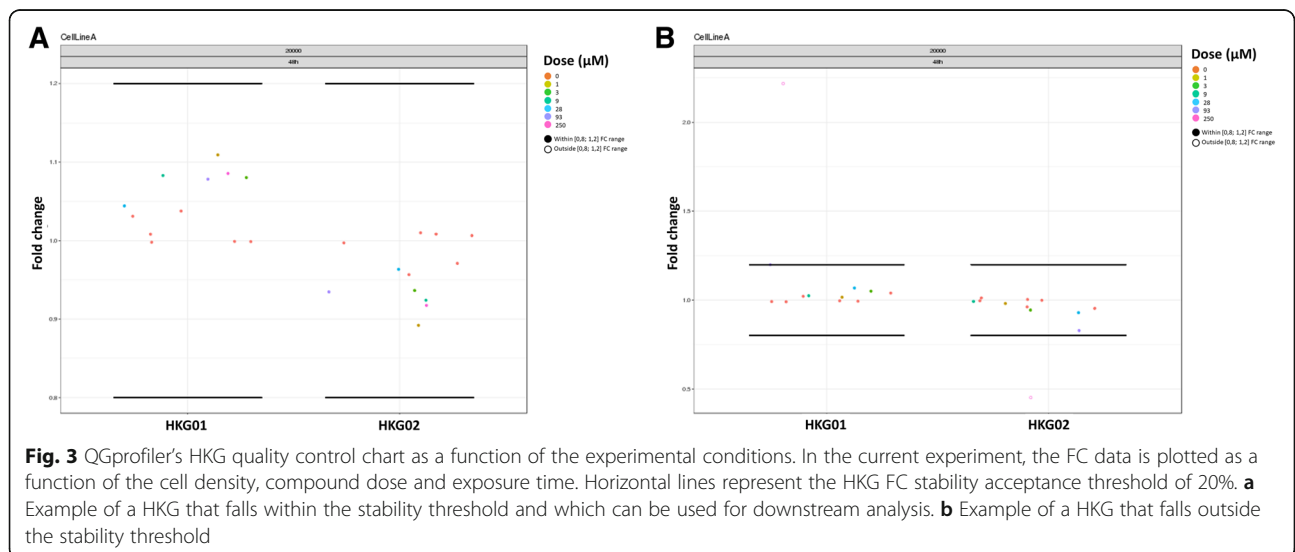 A
CellLineA
20000
48h
Fold change
1.2
1.1
1.0
0.9
0.8
HKG01 HKG02
Dose (μM)
0
1
3
9
28
93
250
Within [0,8; 1,2] FC range
Outside [0,8; 1,2] FC range
B
CellLineA
20000
48h
Fold change
2.0
1.5
1.0
0.5
HKG01 HKG02
Dose (μM)
0
1
3
9
28
93
250
Within [0,8; 1,2] FC range
Outside [0,8; 1,2] FC range
Fig. 3 QGprofiler's HKG quality control chart as a function of the experimental conditions. In the current experiment, the FC data is plotted as a
function of the cell density, compound dose and exposure time. Horizontal lines represent the HKG FC stability acceptance threshold of 20%. a
Example of a HKG that falls within the stability threshold and which can be used for downstream analysis. b Example of a HKG that falls outside
the stability threshold